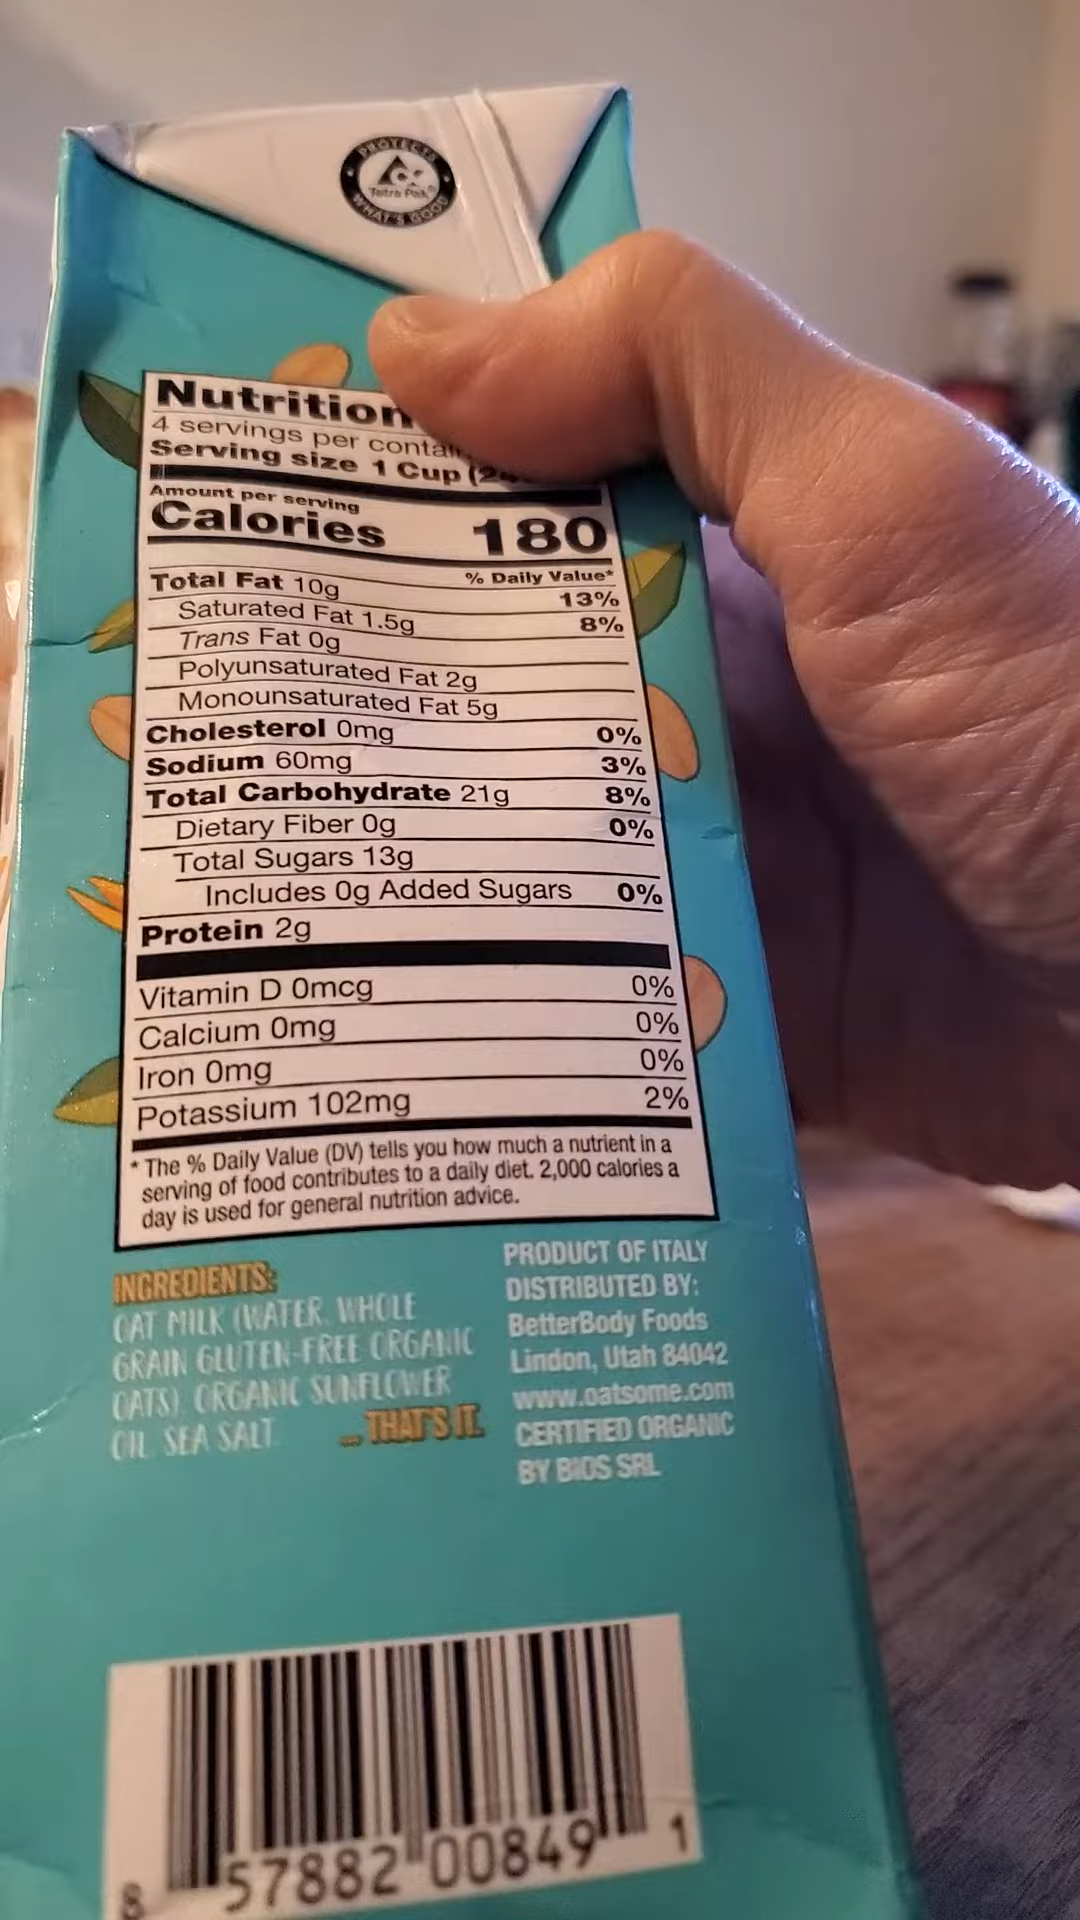 PROTECTS
Tetra Pak®
WHAT'S GOOD
Nutrition
4 servings per contai
Serving size 1 Cup (24
Amount per serving
Calories 180
% Daily Value*
Total Fat 10g 13%
Saturated Fat 1.5g 8%
Trans Fat 0g
Polyunsaturated Fat 2g
Monounsaturated Fat 5g
Cholesterol 0mg 0%
Sodium 60mg 3%
Total Carbohydrate 21g 8%
Dietary Fiber 0g 0%
Total Sugars 13g
Includes 0g Added Sugars 0%
Protein 2g
Vitamin D 0mcg 0%
Calcium 0mg 0%
Iron 0mg 0%
Potassium 102mg 2%
* The % Daily Value (DV) tells you how much a nutrient in a
serving of food contributes to a daily diet. 2,000 calories a
day is used for general nutrition advice.
INGREDIENTS:
OAT MILK (WATER, WHOLE
GRAIN GLUTEN-FREE ORGANIC
OATS), ORGANIC SUNFLOWER
OIL, SEA SALT.
... THAT'S IT.
PRODUCT OF ITALY
DISTRIBUTED BY:
BetterBody Foods
Lindon, Utah 84042
www.oatsome.com
CERTIFIED ORGANIC
BY BIOS SRL
8 57882 00849 1